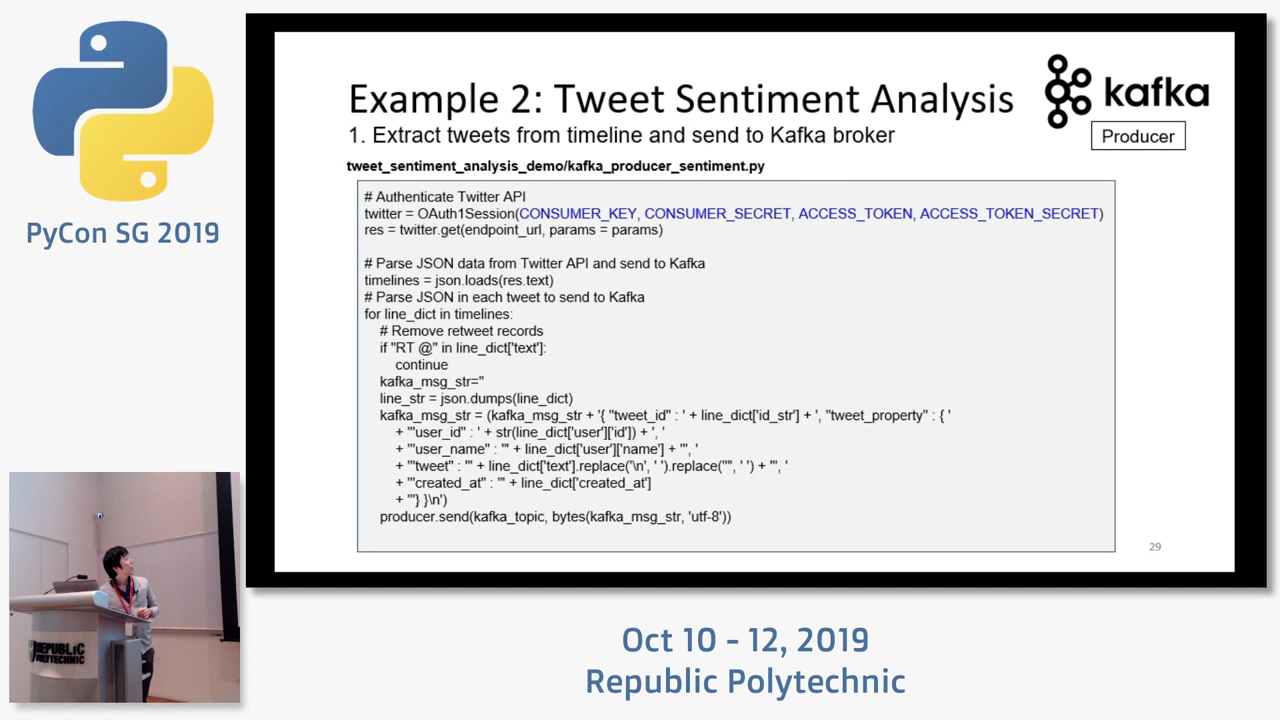 PyCon SG 2019
Example 2: Tweet Sentiment Analysis
kafka
1. Extract tweets from timeline and send to Kafka broker
Producer
tweet_sentiment_analysis_demo/kafka_producer_sentiment.py
# Authenticate Twitter API
twitter = OAuth1Session(CONSUMER_KEY, CONSUMER_SECRET, ACCESS_TOKEN, ACCESS_TOKEN_SECRET)
res = twitter.get(endpoint_url, params = params)
# Parse JSON data from Twitter API and send to Kafka
timelines = json.loads(res.text)
# Parse JSON in each tweet to send to Kafka
for line_dict in timelines:
# Remove retweet records
if "RT @" in line_dict['text']:
continue
kafka_msg_str=''
line_str = json.dumps(line_dict)
kafka_msg_str = (kafka_msg_str + '{ "tweet_id" : ' + line_dict['id_str'] + ', "tweet_property" : { '
+ '"user_id" : ' + str(line_dict['user']['id']) + ', '
+ '"user_name" : "' + line_dict['user']['name'] + '", '
+ '"tweet" : "' + line_dict['text'].replace('\n', ' ').replace('"', ' ') + '", '
+ '"created_at" : "' + line_dict['created_at']
+ '"} }\n')
producer.send(kafka_topic, bytes(kafka_msg_str, 'utf-8'))
29
REPUBLIC
POLYTECHNIC
Oct 10 - 12, 2019
Republic Polytechnic